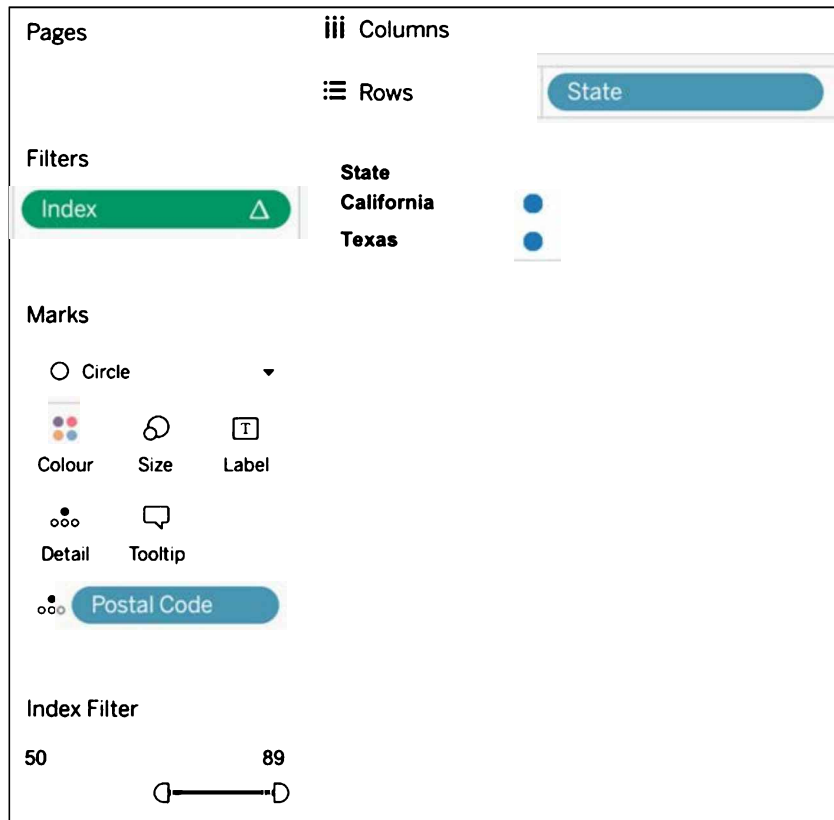 Pages
Columns
Rows
State
Filters
Index Δ
State
California
Texas
Marks
Circle
T
Colour Size Label
Detail Tooltip
Postal Code
Index Filter
50 89